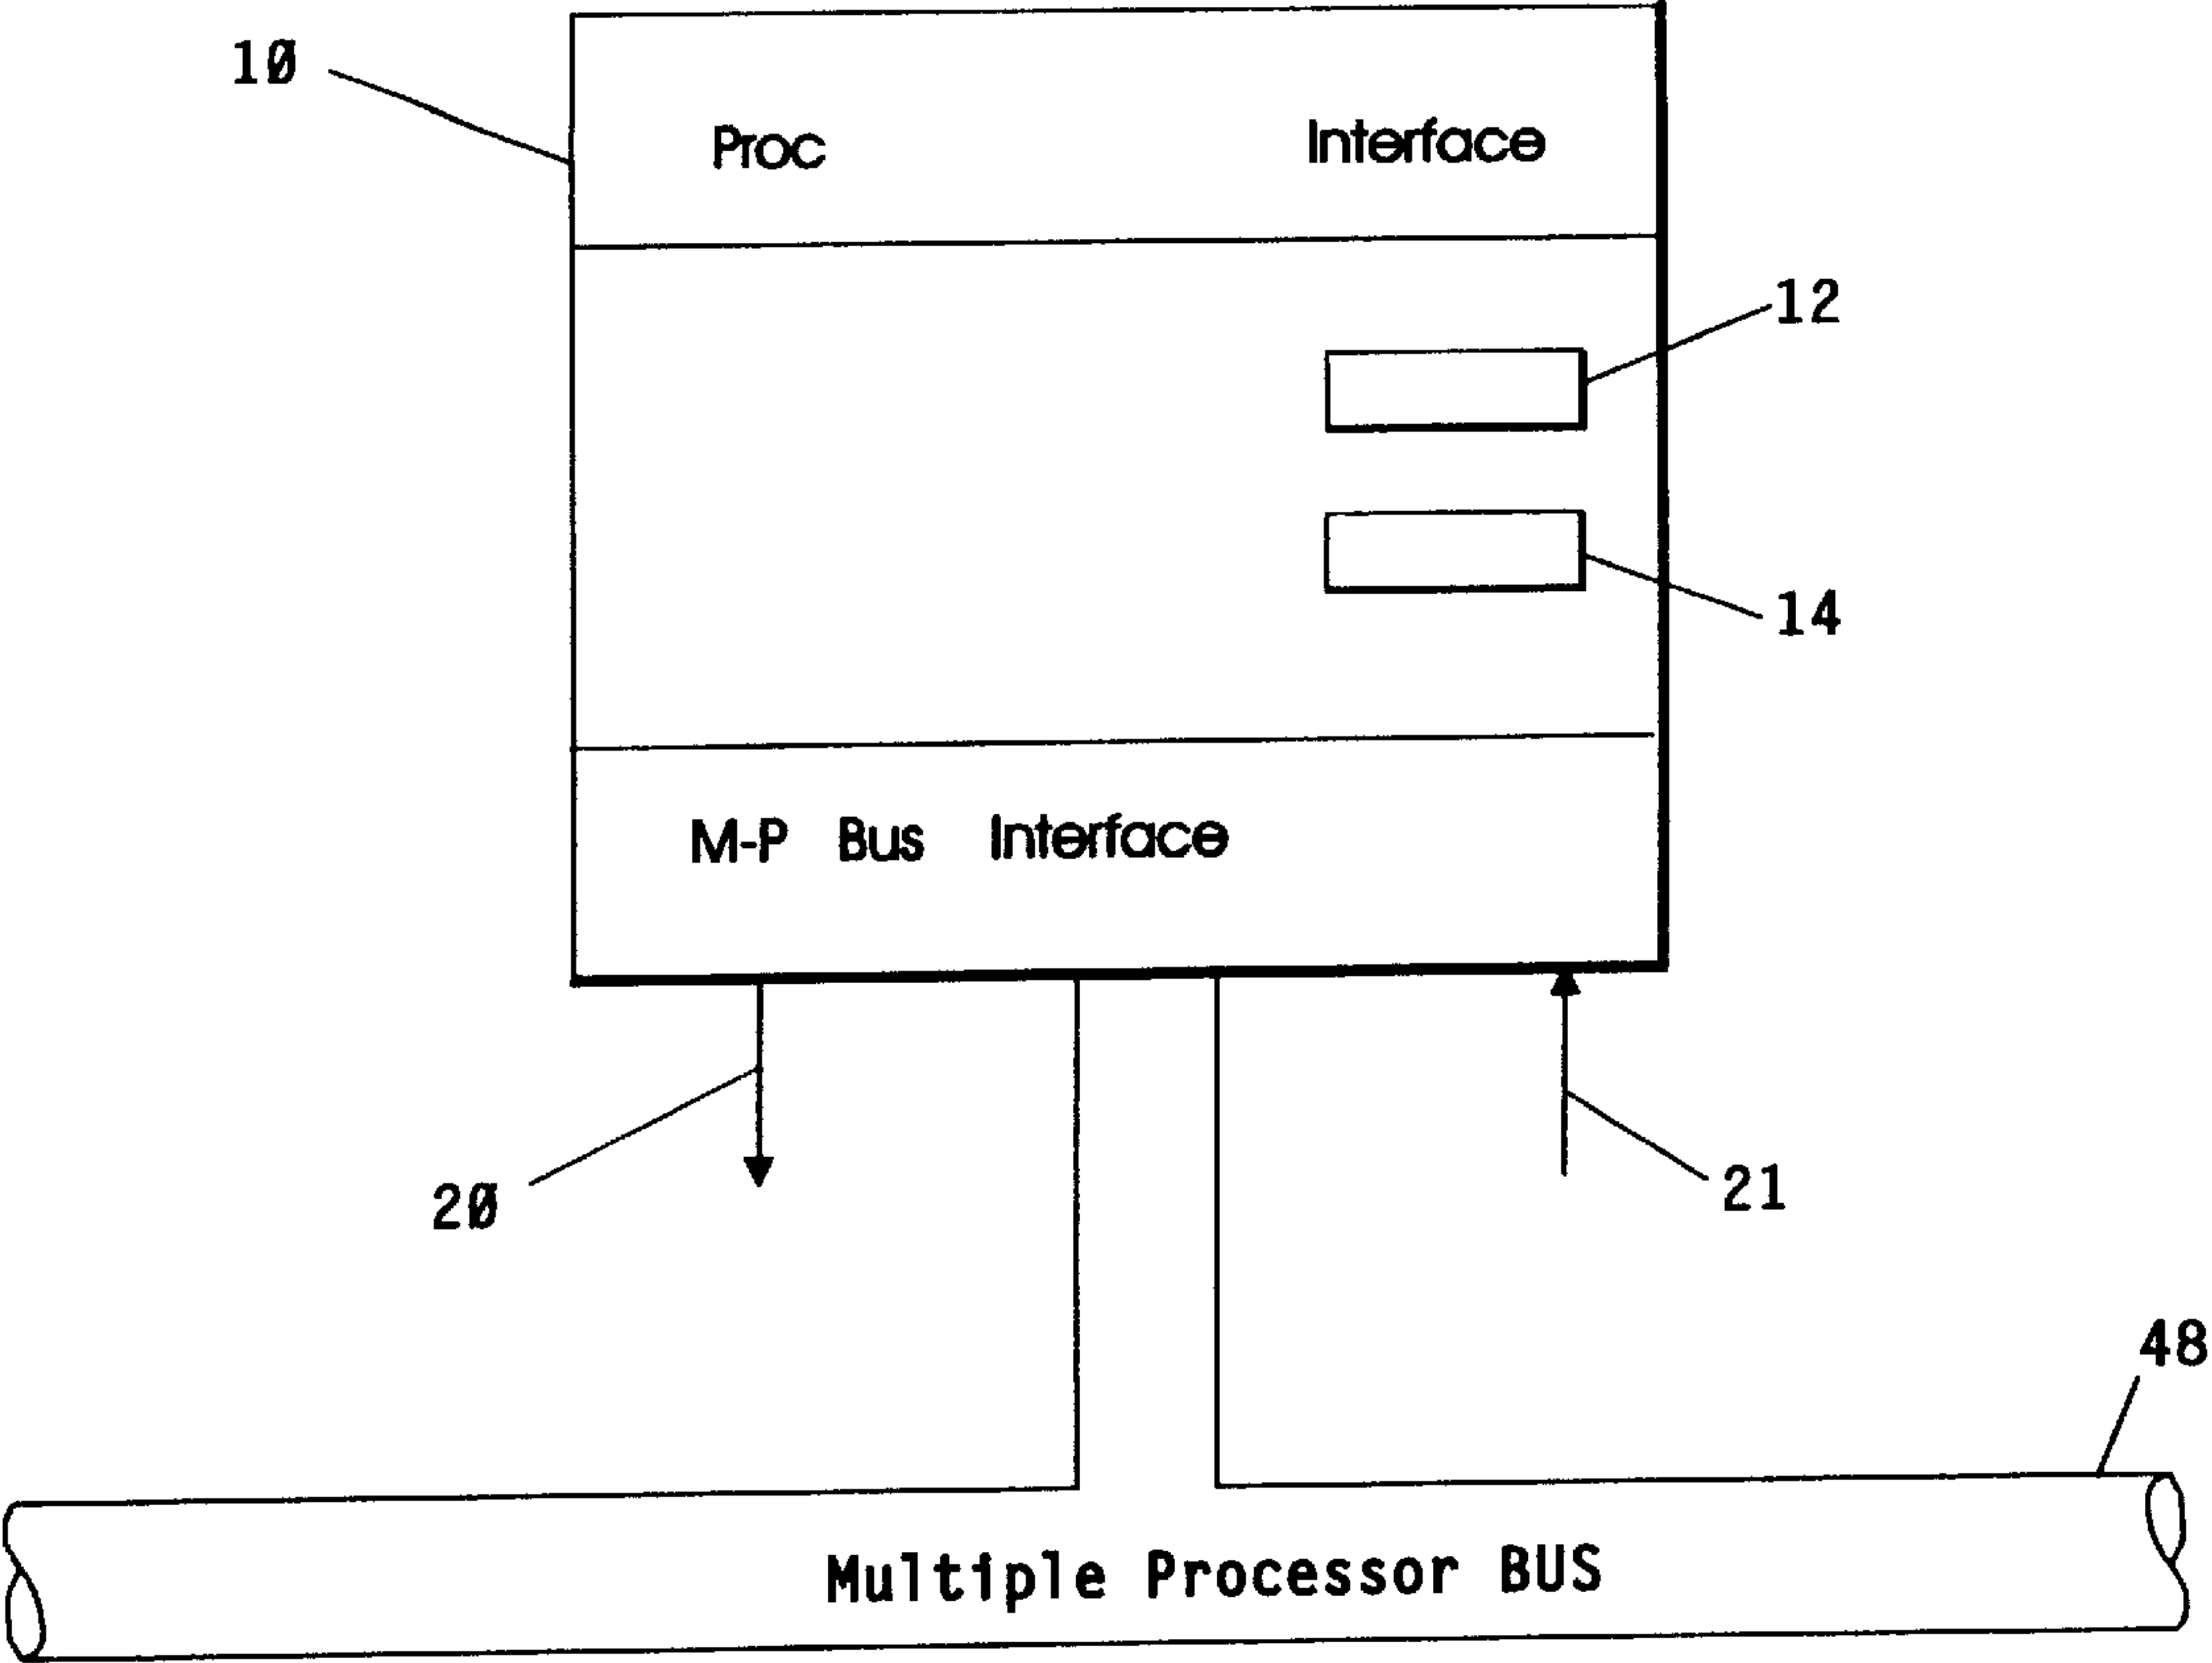 10
Proc Interface
12
14
M-P Bus Interface
20
21
48
Multiple Processor BUS